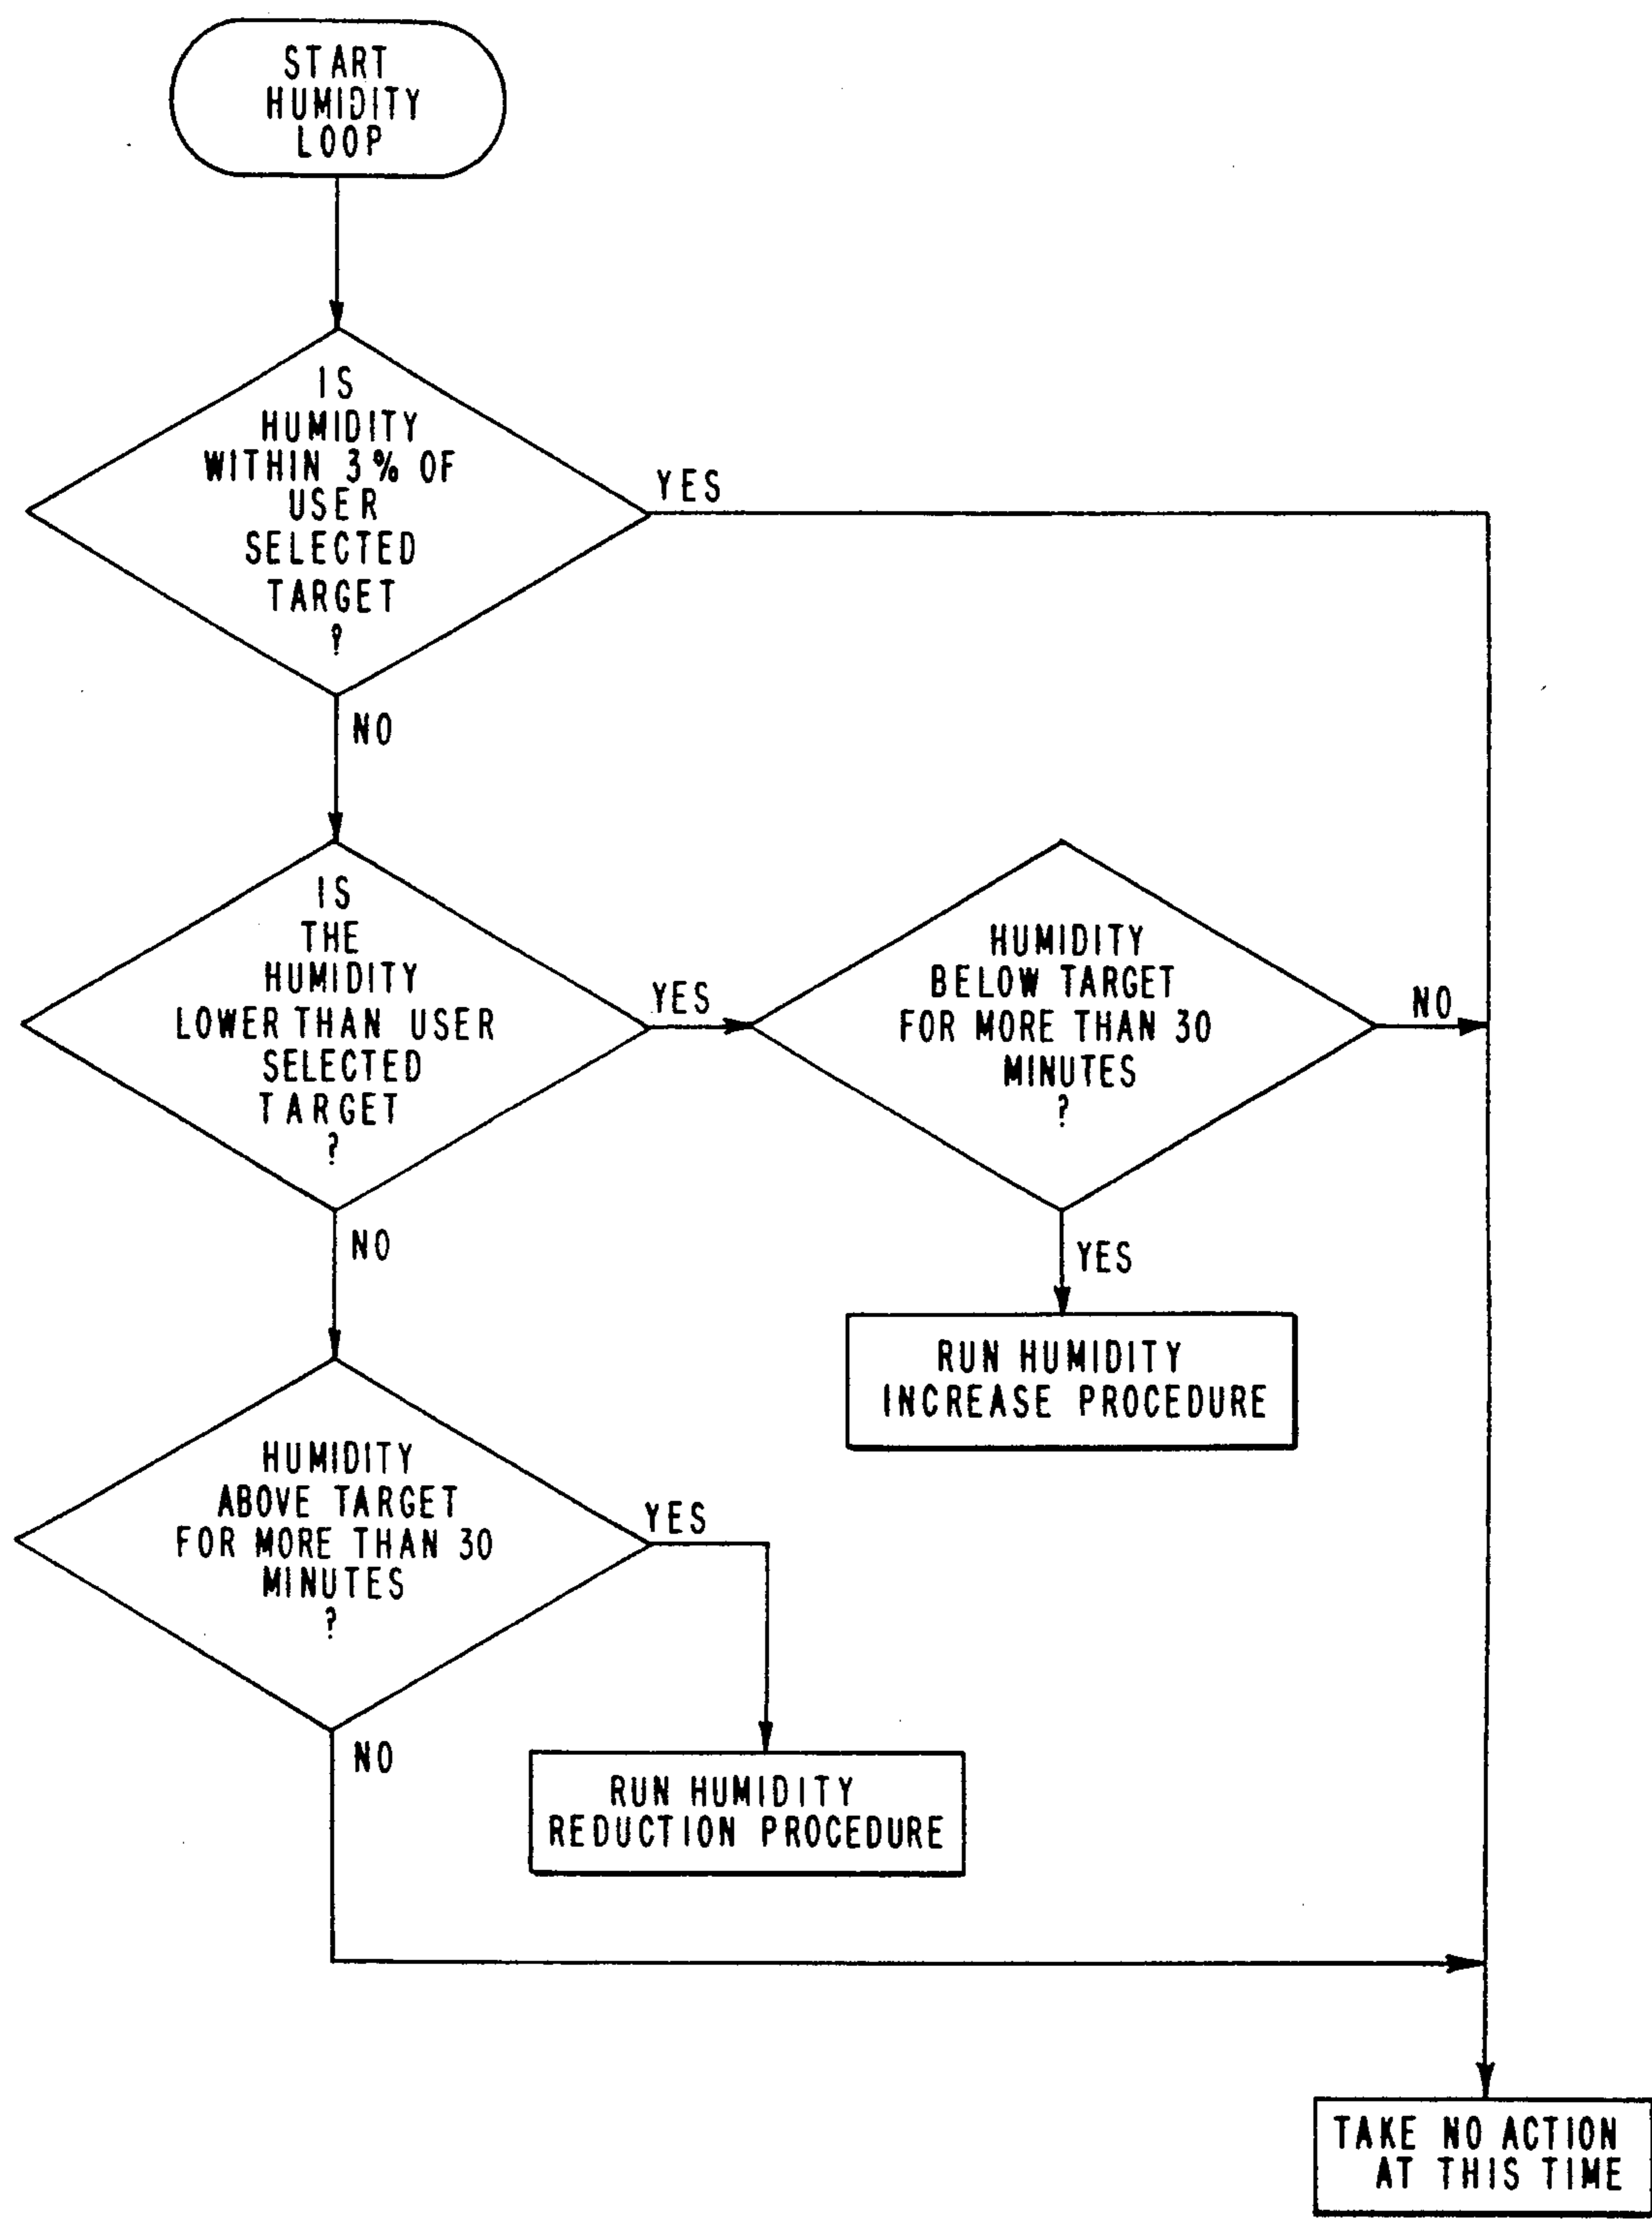 START
HUMIDITY
LOOP
IS
HUMIDITY
WITHIN 3% OF
USER
SELECTED
TARGET
?
YES
NO
IS
THE
HUMIDITY
LOWER THAN USER
SELECTED
TARGET
?
YES
HUMIDITY
BELOW TARGET
FOR MORE THAN 30
MINUTES
?
NO
NO
YES
RUN HUMIDITY
INCREASE PROCEDURE
HUMIDITY
ABOVE TARGET
FOR MORE THAN 30
MINUTES
?
YES
NO
RUN HUMIDITY
REDUCTION PROCEDURE
TAKE NO ACTION
AT THIS TIME